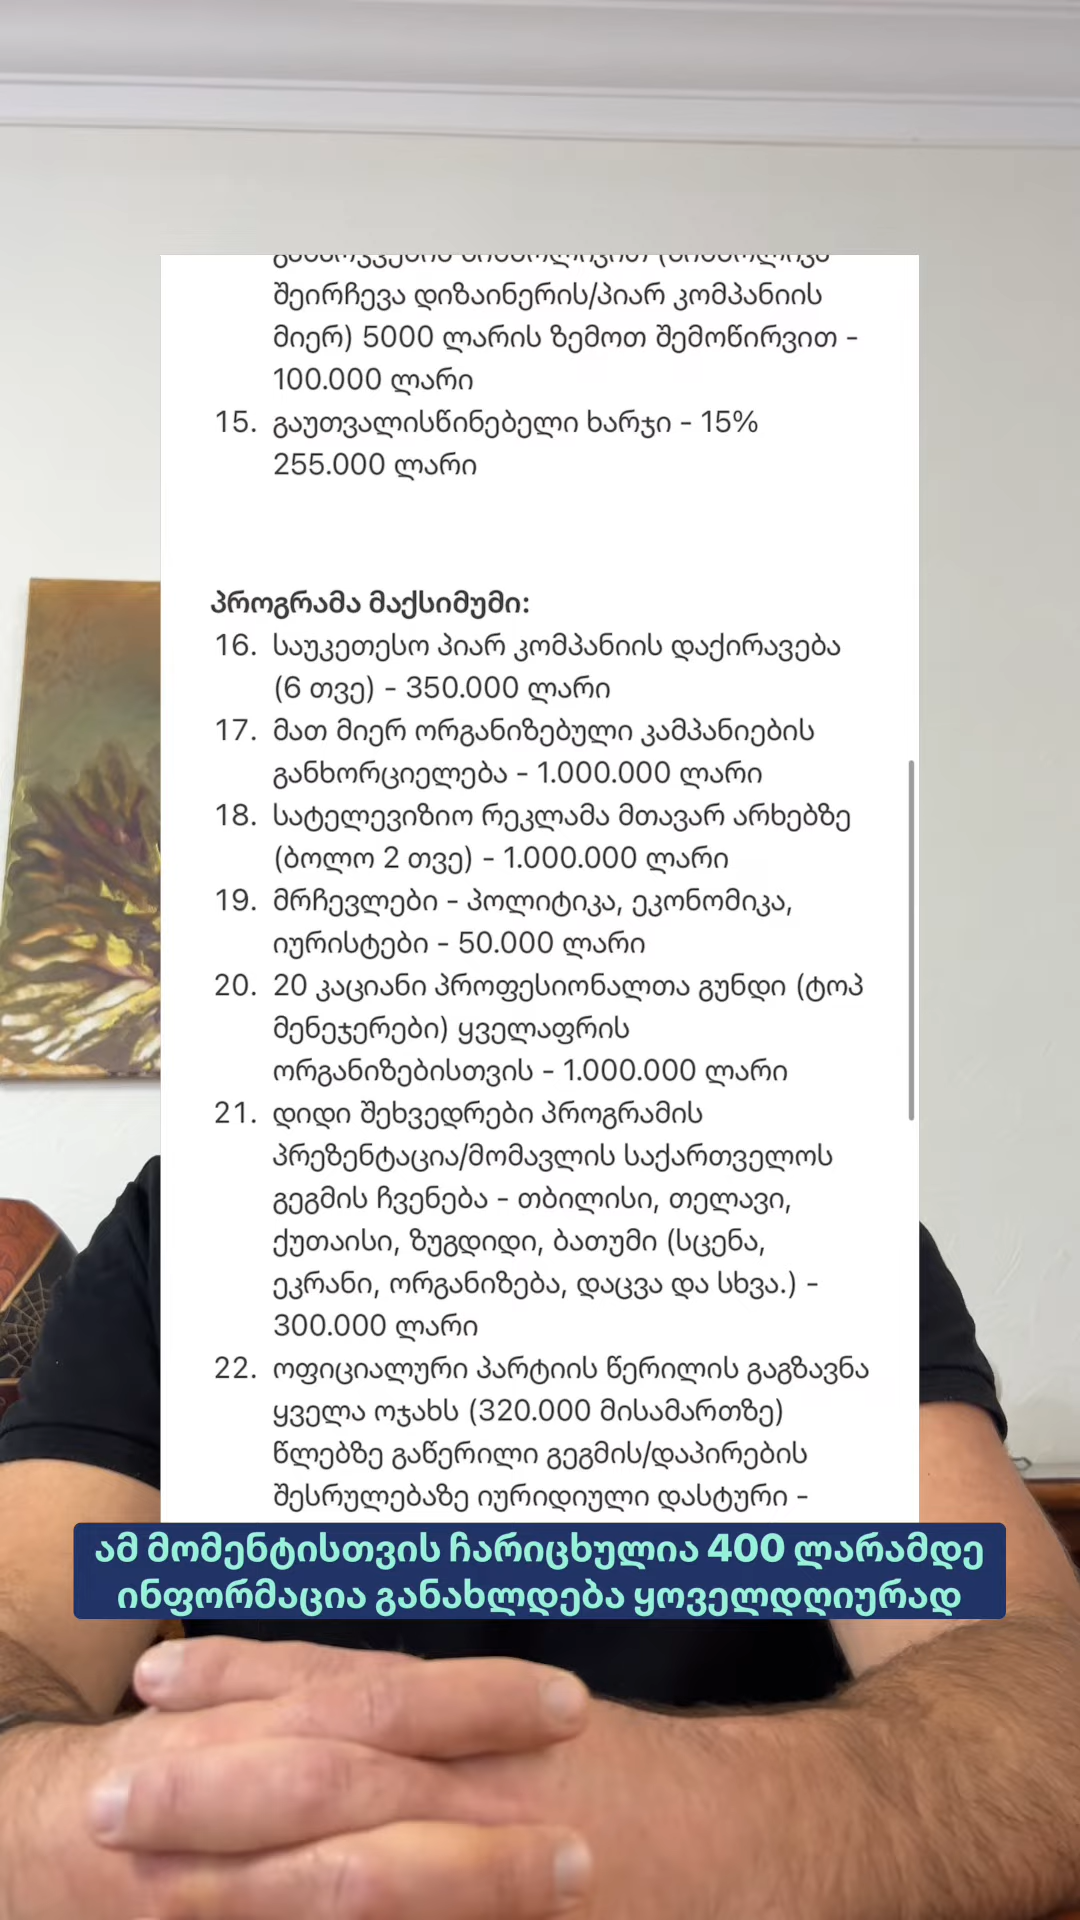 შეირჩევა დიზაინერის/პიარ კომპანიის
მიერ) 5000 ლარის ზემოთ შემოწირვით -
100.000 ლარი
15. გაუთვალისწინებელი ხარჯი - 15%
255.000 ლარი
პროგრამა მაქსიმუმი:
16. საუკეთესო პიარ კომპანიის დაქირავება
(6 თვე) - 350.000 ლარი
17. მათ მიერ ორგანიზებული კამპანიების
განხორციელება - 1.000.000 ლარი
18. სატელევიზიო რეკლამა მთავარ არხებზე
(ბოლო 2 თვე) - 1.000.000 ლარი
19. მრჩევლები - პოლიტიკა, ეკონომიკა,
იურისტები - 50.000 ლარი
20. 20 კაციანი პროფესიონალთა გუნდი (ტოპ
მენეჯერები) ყველაფრის
ორგანიზებისთვის - 1.000.000 ლარი
21. დიდი შეხვედრები პროგრამის
პრეზენტაცია/მომავლის საქართველოს
გეგმის ჩვენება - თბილისი, თელავი,
ქუთაისი, ზუგდიდი, ბათუმი (სცენა,
ეკრანი, ორგანიზება, დაცვა და სხვა.) -
300.000 ლარი
22. ოფიციალური პარტიის წერილის გაგზავნა
ყველა ოჯახს (320.000 მისამართზე)
წლებზე გაწერილი გეგმის/დაპირების
შესრულებაზე იურიდიული დასტური -
ამ მომენტისთვის ჩარიცხულია 400 ლარამდე
ინფორმაცია განახლდება ყოველდღიურად